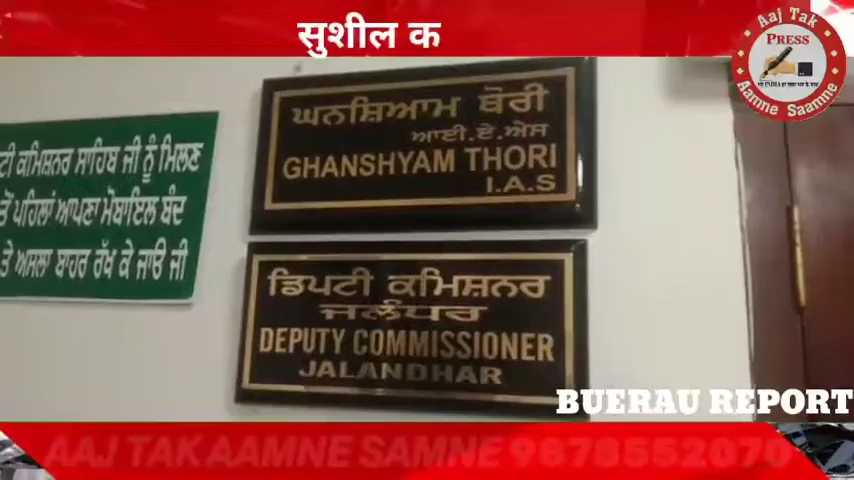 सुशील क
Aaj Tak
PRESS
Aamne Saamne
ਘਨਸ਼ਿਆਮ ਥੋਰੀ
ਆਈ.ਏ.ਐਸ
GHANSHYAM THORI
I.A.S
ਟੀ ਕਮਿਸ਼ਨਰ ਸਾਹਿਬ ਜੀ ਨੂੰ ਮਿਲਣ
ਤੋਂ ਪਹਿਲਾਂ ਆਪਣਾ ਮੋਬਾਇਲ ਬੰਦ
ਤੇ ਅਸਲਾ ਬਾਹਰ ਰੱਖ ਕੇ ਜਾਓ ਜੀ
ਡਿਪਟੀ ਕਮਿਸ਼ਨਰ
ਜਲੰਧਰ
DEPUTY COMMISSIONER
JALANDHAR
BUERAU REPORT
AAJ TAK AAMNE SAMNE 9878552070